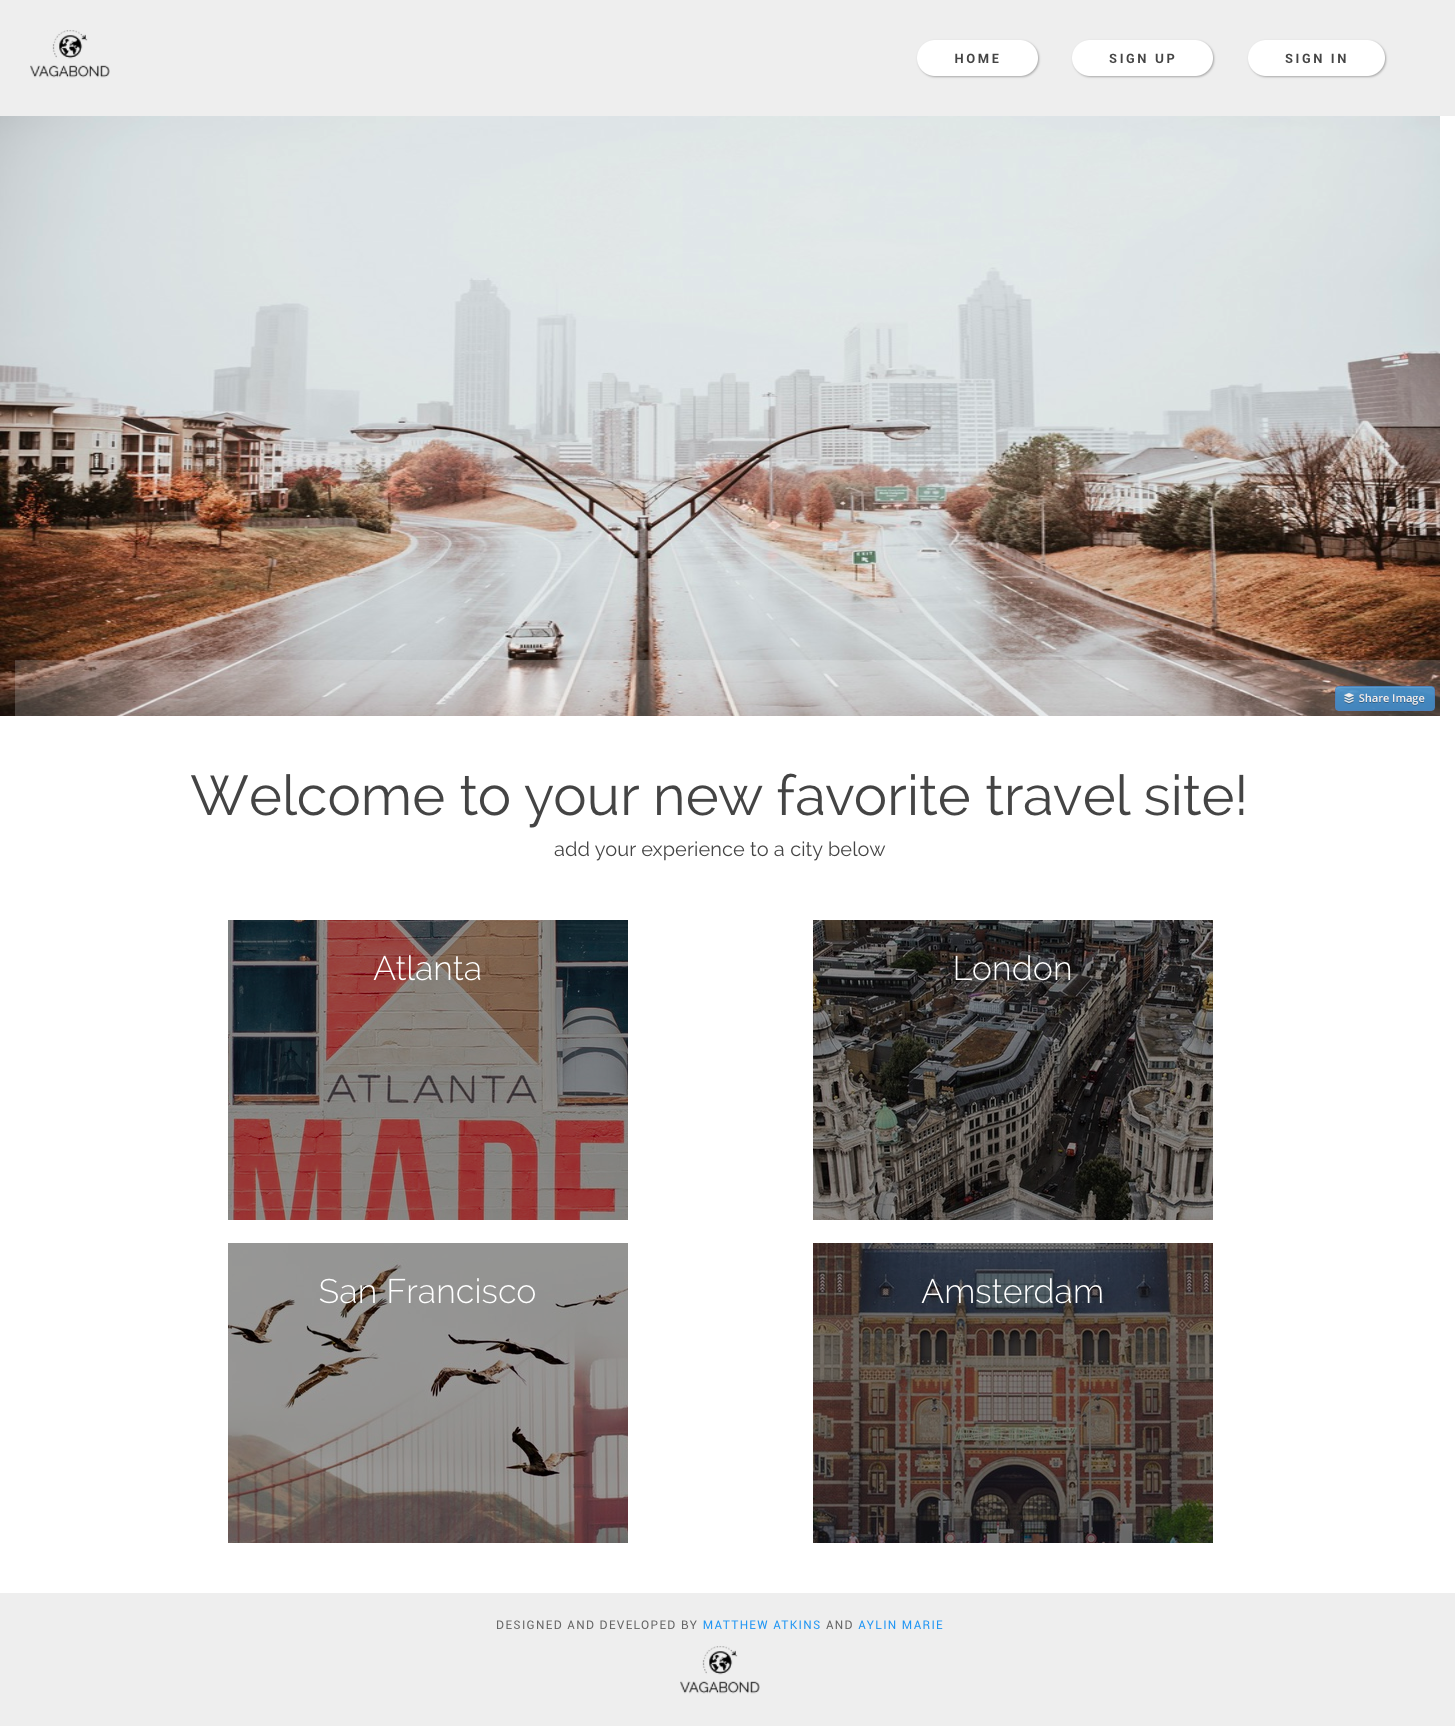 VAGABOND
HOME
SIGN UP
SIGN IN
Share Image
Welcome to your new favorite travel site!
add your experience to a city below
Atlanta
ATLANTA
MADE
London
San Francisco
Amsterdam
DESIGNED AND DEVELOPED BY MATTHEW ATKINS AND AYLIN MARIE
VAGABOND